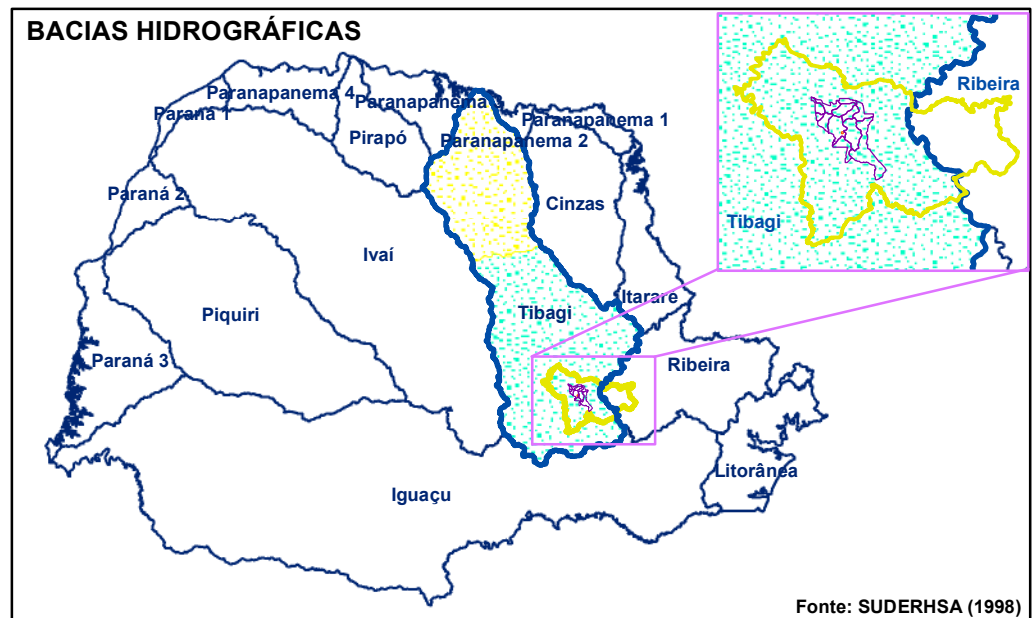 BACIAS HIDROGRÁFICAS
Paranapanema 4
Paranapanema 3
Paraná 1
Paranapanema 1
Pirapó
Paranapanema 2
Paraná 2
Cinzas
Ivaí
Itararé
Piquiri
Tibagi
Paraná 3
Ribeira
Litorânea
Iguaçu
Ribeira
Tibagi
Fonte: SUDERHSA (1998)